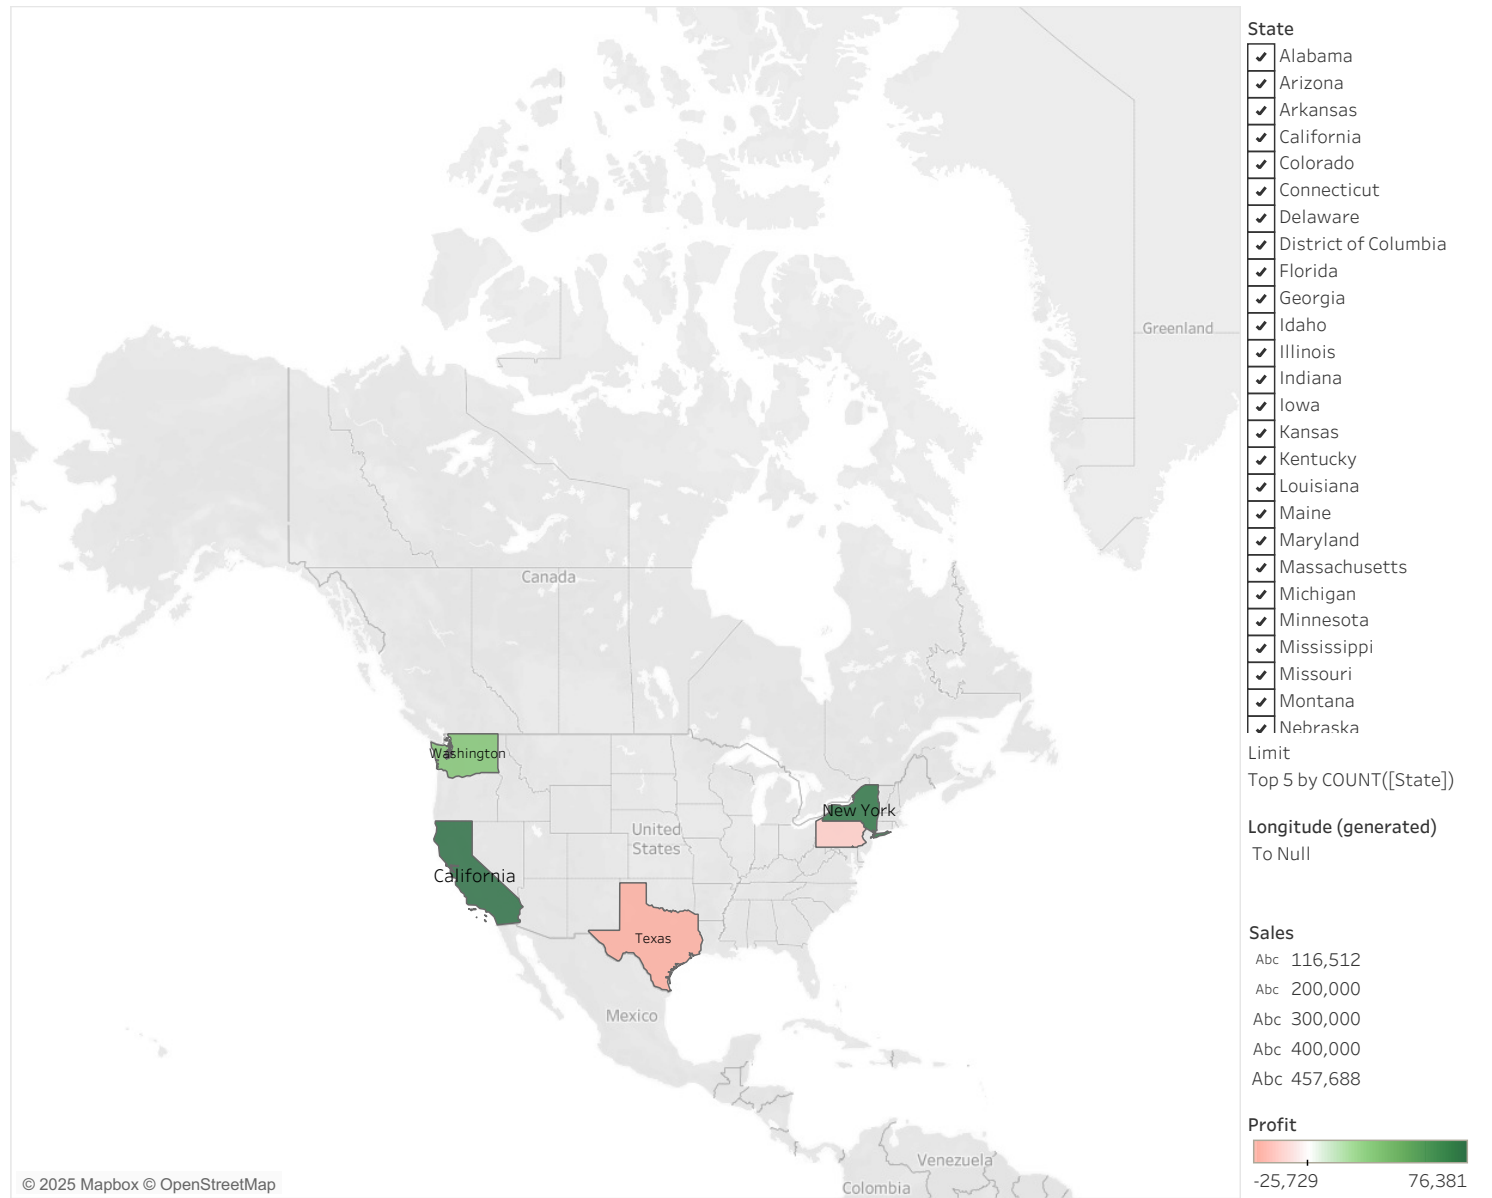 Greenland
Canada
Washington
New York
United
States
California
Texas
Mexico
Venezuela
Colombia
© 2025 Mapbox © OpenStreetMap
State
Alabama
Arizona
Arkansas
California
Colorado
Connecticut
Delaware
District of Columbia
Florida
Georgia
Idaho
Illinois
Indiana
Iowa
Kansas
Kentucky
Louisiana
Maine
Maryland
Massachusetts
Michigan
Minnesota
Mississippi
Missouri
Montana
Nebraska
Limit
Top 5 by COUNT([State])
Longitude (generated)
To Null
Sales
Abc 116,512
Abc 200,000
Abc 300,000
Abc 400,000
Abc 457,688
Profit
-25,729 76,381